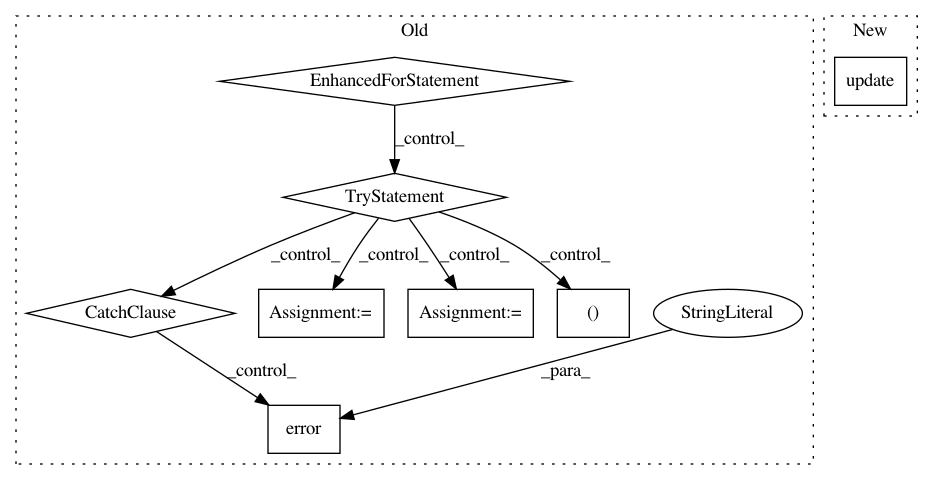 Old
New
EnhancedForStatement
update
_control_
TryStatement
_control_
_control_
_control_
_control_
CatchClause
Assignment:=
Assignment:=
()
StringLiteral
_control_
_para_
error